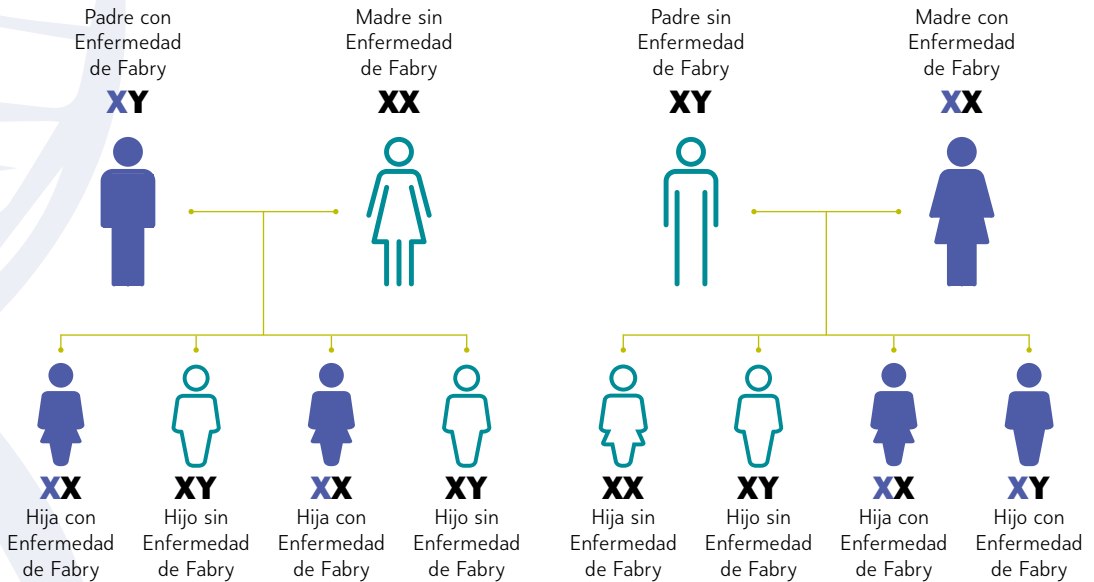 Padre con
Enfermedad
de Fabry
XY
Madre sin
Enfermedad
de Fabry
XX
Padre sin
Enfermedad
de Fabry
XY
Madre con
Enfermedad
de Fabry
XX
XX
Hija con
Enfermedad
de Fabry
XY
Hijo sin
Enfermedad
de Fabry
XX
Hija con
Enfermedad
de Fabry
XY
Hijo sin
Enfermedad
de Fabry
XX
Hija sin
Enfermedad
de Fabry
XY
Hijo sin
Enfermedad
de Fabry
XX
Hija con
Enfermedad
de Fabry
XY
Hijo con
Enfermedad
de Fabry